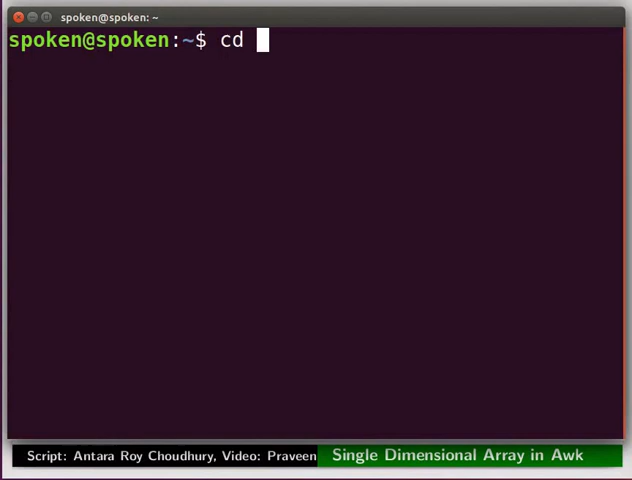 spoken@spoken: ~
spoken@spoken:~$ cd
Script: Antara Roy Choudhury, Video: Praveen
Single Dimensional Array in Awk